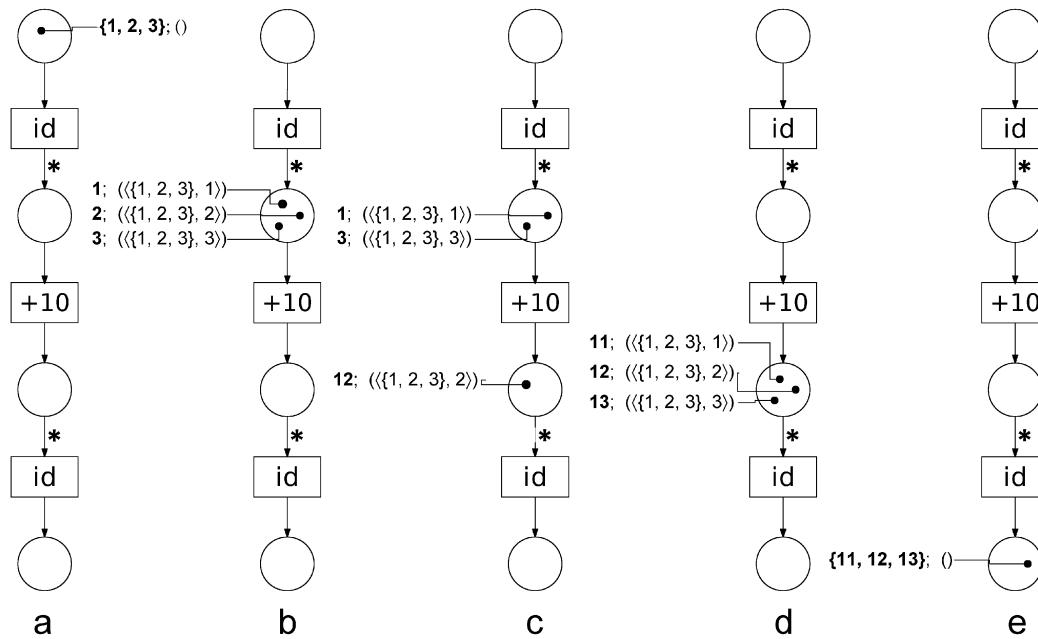 {1, 2, 3}; ()
id id id id id
* * * * *
1; (⟨{1, 2, 3}, 1⟩)
2; (⟨{1, 2, 3}, 2⟩)
3; (⟨{1, 2, 3}, 3⟩)
1; (⟨{1, 2, 3}, 1⟩)
3; (⟨{1, 2, 3}, 3⟩)
+10 +10 +10 +10 +10
12; (⟨{1, 2, 3}, 2⟩)
11; (⟨{1, 2, 3}, 1⟩)
12; (⟨{1, 2, 3}, 2⟩)
13; (⟨{1, 2, 3}, 3⟩)
* * * * *
id id id id id
{11, 12, 13}; ()
a b c d e